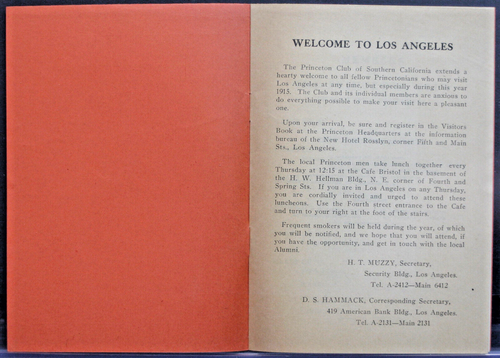 WELCOME TO LOS ANGELES
The Princeton Club of Southern California extends a
hearty welcome to all fellow Princetonians who may visit
Los Angeles at any time, but especially during this year
1915. The Club and its individual members are anxious to
do everything possible to make your visit here a pleasant
one.
Upon your arrival, be sure and register in the Visitors
Book at the Princeton Headquarters at the information
bureau of the New Hotel Rosslyn, corner Fifth and Main
Sts., Los Angeles.
The local Princeton men take lunch together every
Thursday at 12:15 at the Cafe Bristol in the basement of
the H. W. Hellman Bldg., N. E. corner of Fourth and
Spring Sts. If you are in Los Angeles on any Thursday,
you are cordially invited and urged to attend these
luncheons. Use the Fourth street entrance to the Cafe
and turn to your right at the foot of the stairs.
Frequent smokers will be held during the year, of which
you will be notified, and we hope that you will attend, if
you have the opportunity, and get in touch with the local
Alumni.
H. T. MUZZY, Secretary,
Security Bldg., Los Angeles.
Tel. A-2412—Main 6412
D. S. HAMMACK, Corresponding Secretary,
419 American Bank Bldg., Los Angeles.
Tel. A-2131—Main 2131